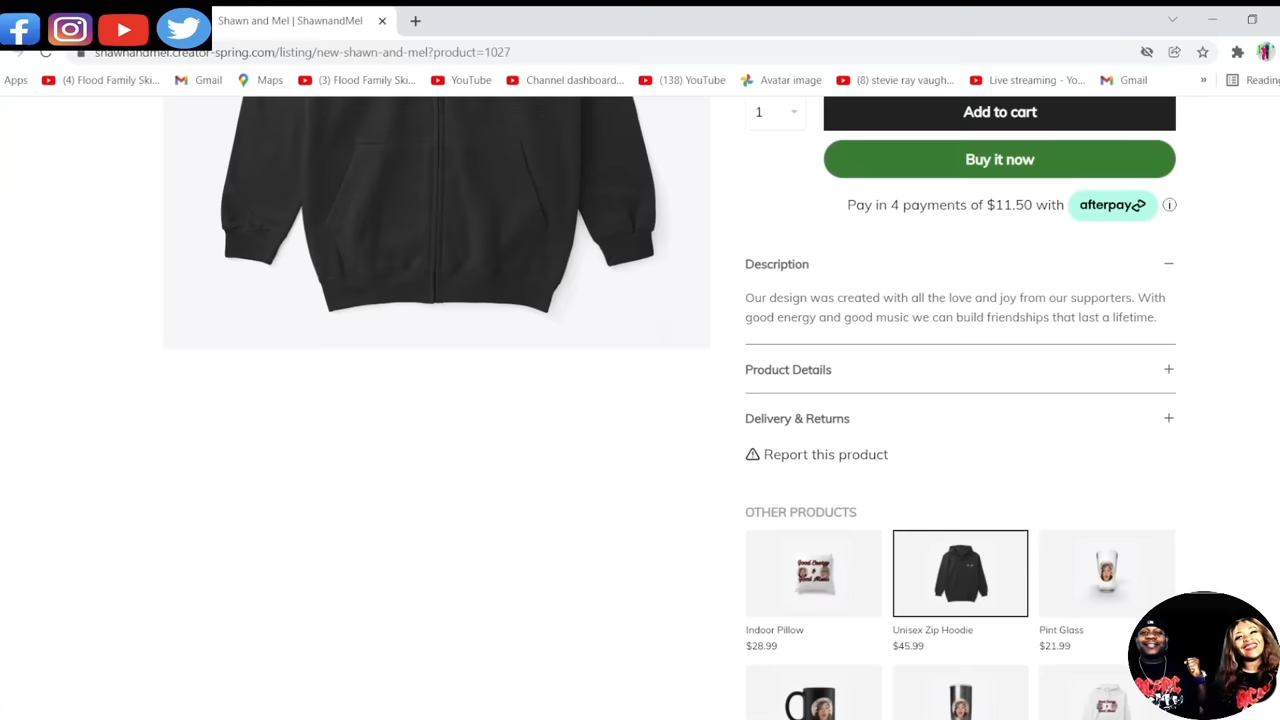 Shawn and Mel | ShawnandMel
shawnandmel.creator-spring.com/listing/new-shawn-and-mel?product=1027
Apps (4) Flood Family Ski... Gmail Maps (3) Flood Family Ski... YouTube Channel dashboard... (138) YouTube Avatar image (8) stevie ray vaugh... Live streaming - Yo... Gmail » Reading
1 Add to cart
Buy it now
Pay in 4 payments of $11.50 with afterpay
Description
Our design was created with all the love and joy from our supporters. With
good energy and good music we can build friendships that last a lifetime.
Product Details
Delivery & Returns
Report this product
OTHER PRODUCTS
Good Energy
&
Good Music
Indoor Pillow Unisex Zip Hoodie Pint Glass
$28.99 $45.99 $21.99